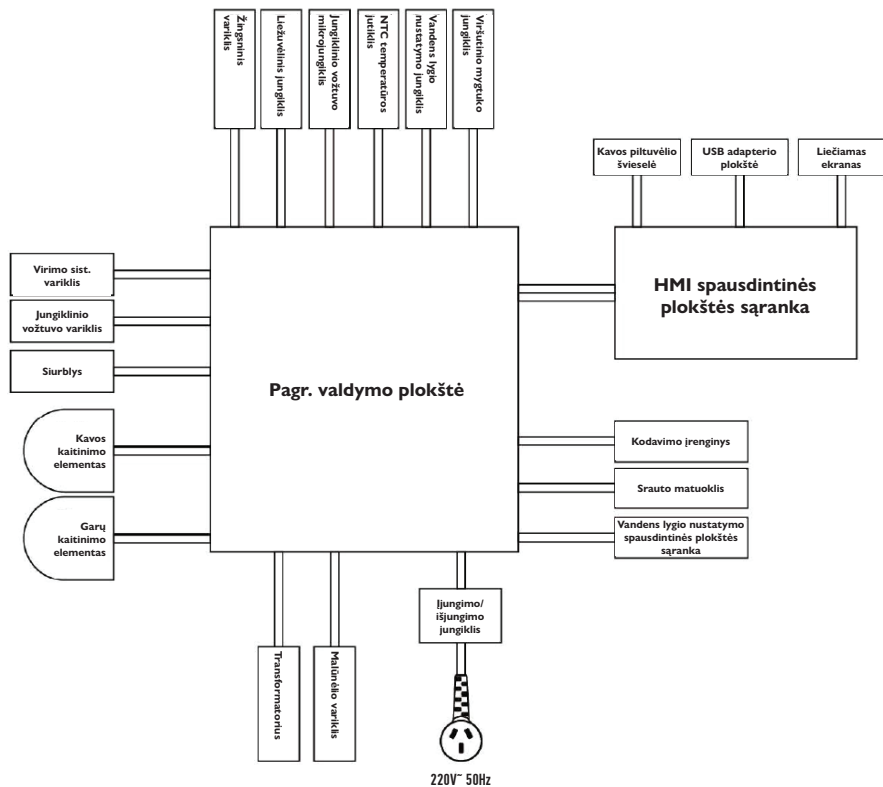 Žingsninis
variklis
Liežuvėlinis jungiklis
Jungiklinio vožtuvo
mikrojungiklis
NTC temperatūros
jutiklis
Vandens lygio
nustatymo jungiklis
Viršutinio mygtuko
jungiklis
Kavos piltuvėlio
švieselė
USB adapterio
plokštė
Liečiamas
ekranas
HMI spausdintinės
plokštės sąranka
Virimo sist.
variklis
Jungiklinio
vožtuvo variklis
Siurblys
Kavos
kaitinimo
elementas
Garų
kaitinimo
elementas
Pagr. valdymo plokštė
Kodavimo įrenginys
Srauto matuoklis
Vandens lygio nustatymo
spausdintinės plokštės
sąranka
Įjungimo/
išjungimo
jungiklis
Transformatorius
Malūnėlio variklis
220V~ 50Hz